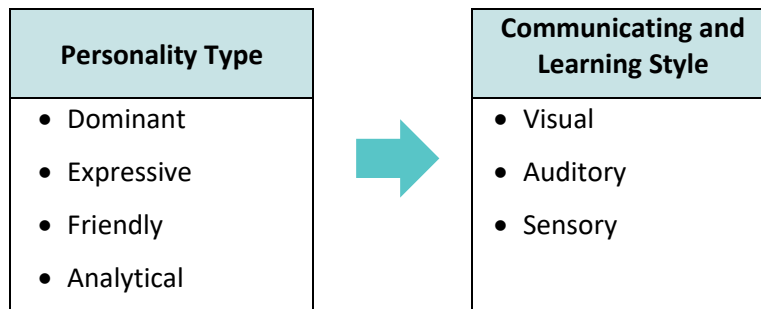 Personality Type
• Dominant
• Expressive
• Friendly
• Analytical
Communicating and
Learning Style
• Visual
• Auditory
• Sensory